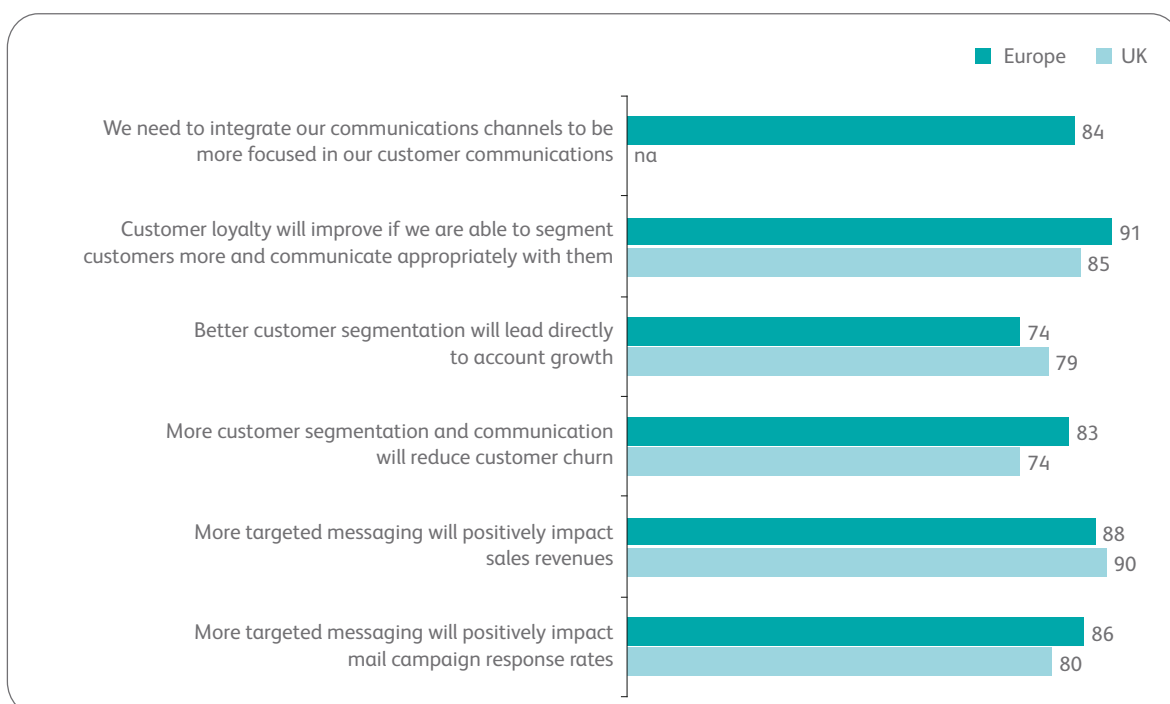 Europe UK
We need to integrate our communications channels to be
more focused in our customer communications
84
na
Customer loyalty will improve if we are able to segment
customers more and communicate appropriately with them
91
85
Better customer segmentation will lead directly
to account growth
74
79
More customer segmentation and communication
will reduce customer churn
83
74
More targeted messaging will positively impact
sales revenues
88
90
More targeted messaging will positively impact
mail campaign response rates
86
80